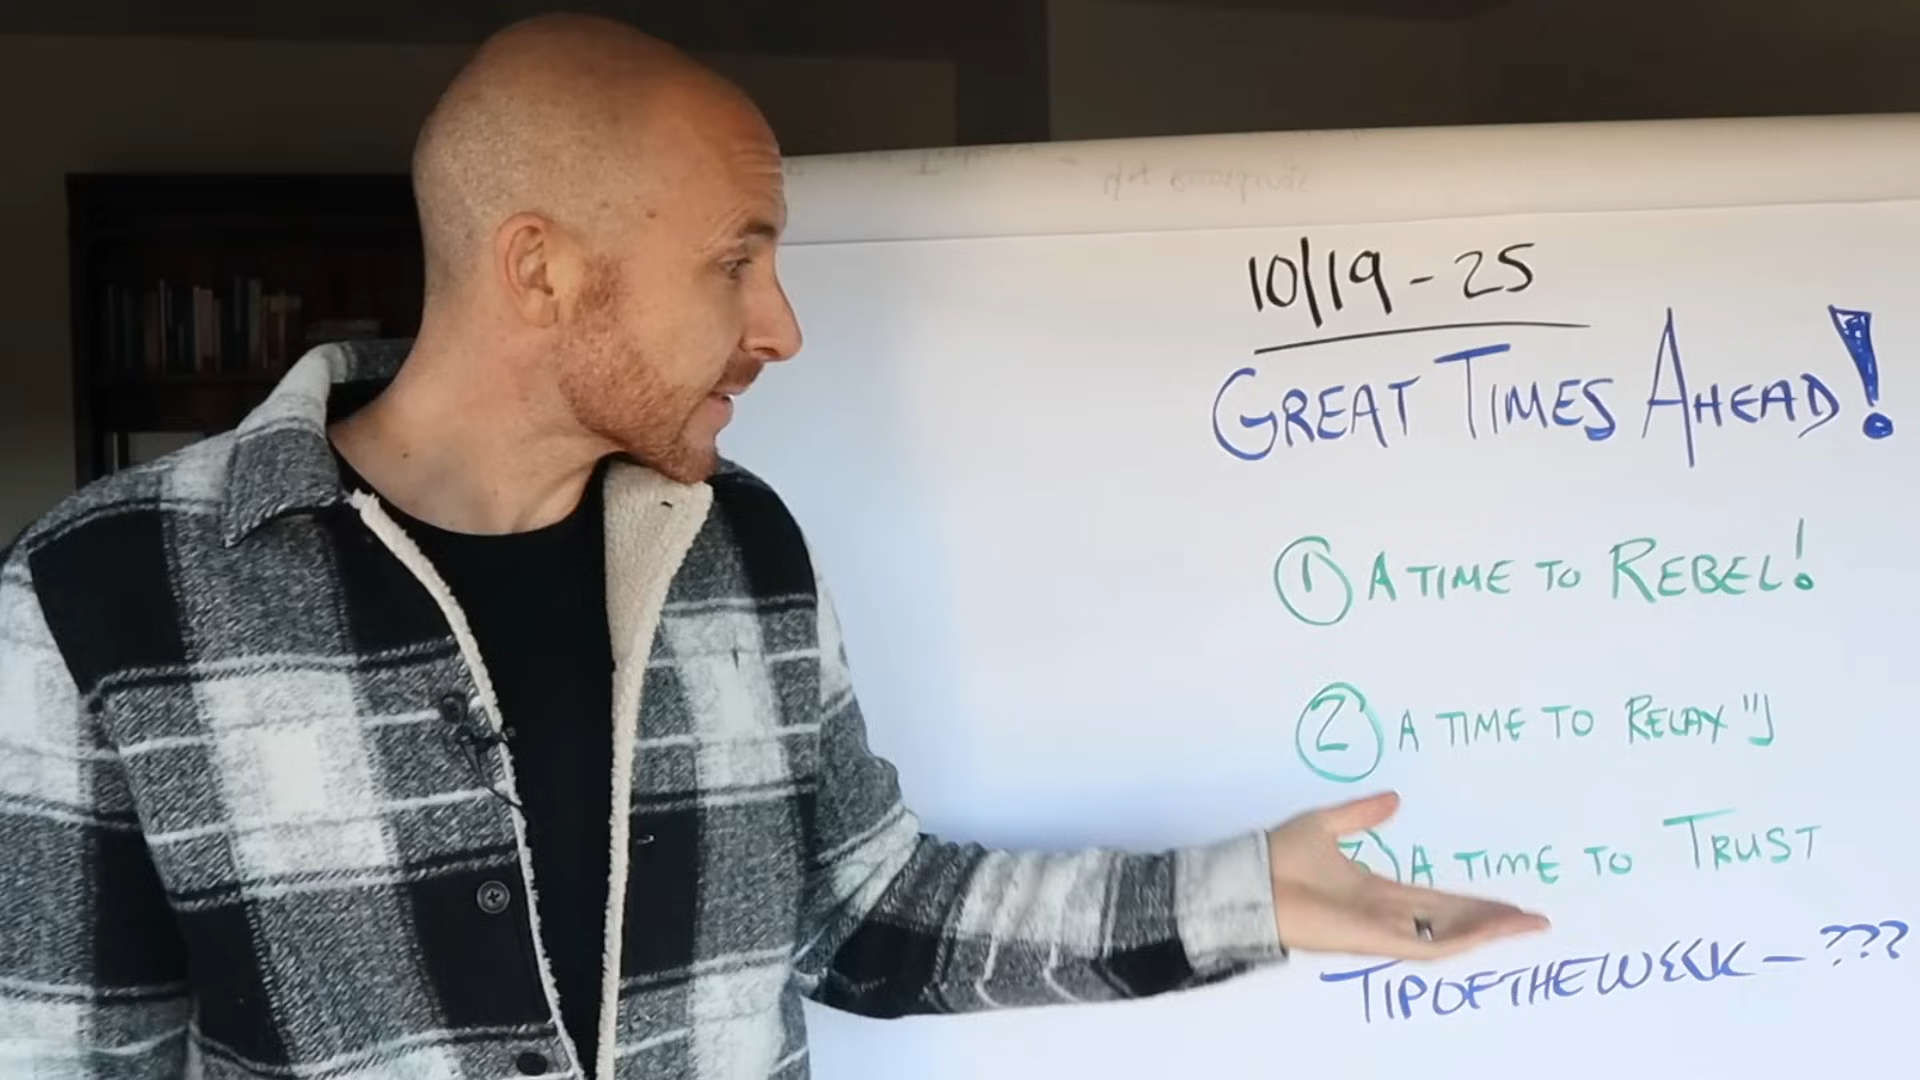 10/19-25
GREAT TIMES AHEAD!
1 A TIME TO REBEL!
2 A TIME TO RELAX
3 A TIME TO TRUST
TIP OF THE WEEK - ???